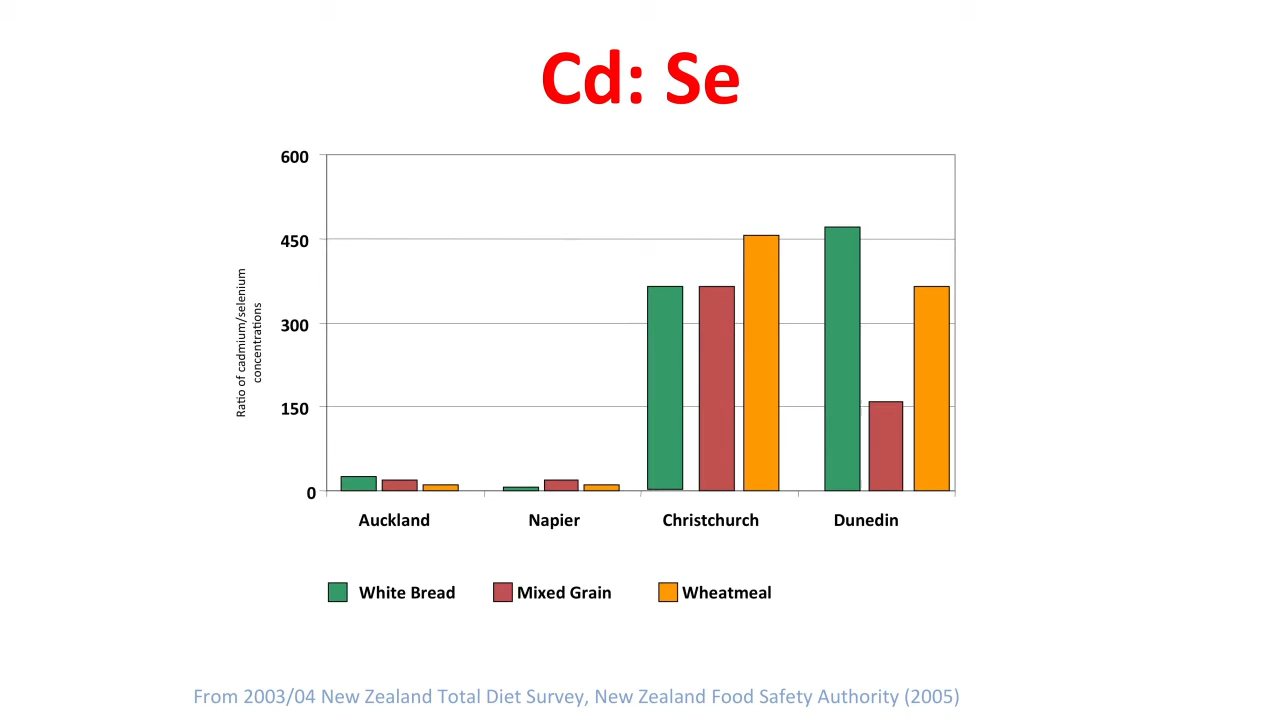 Cd: Se
600
450
300
150
0
Ratio of cadmium/selenium
concentrations
Auckland Napier Christchurch Dunedin
White Bread Mixed Grain Wheatmeal
From 2003/04 New Zealand Total Diet Survey, New Zealand Food Safety Authority (2005)